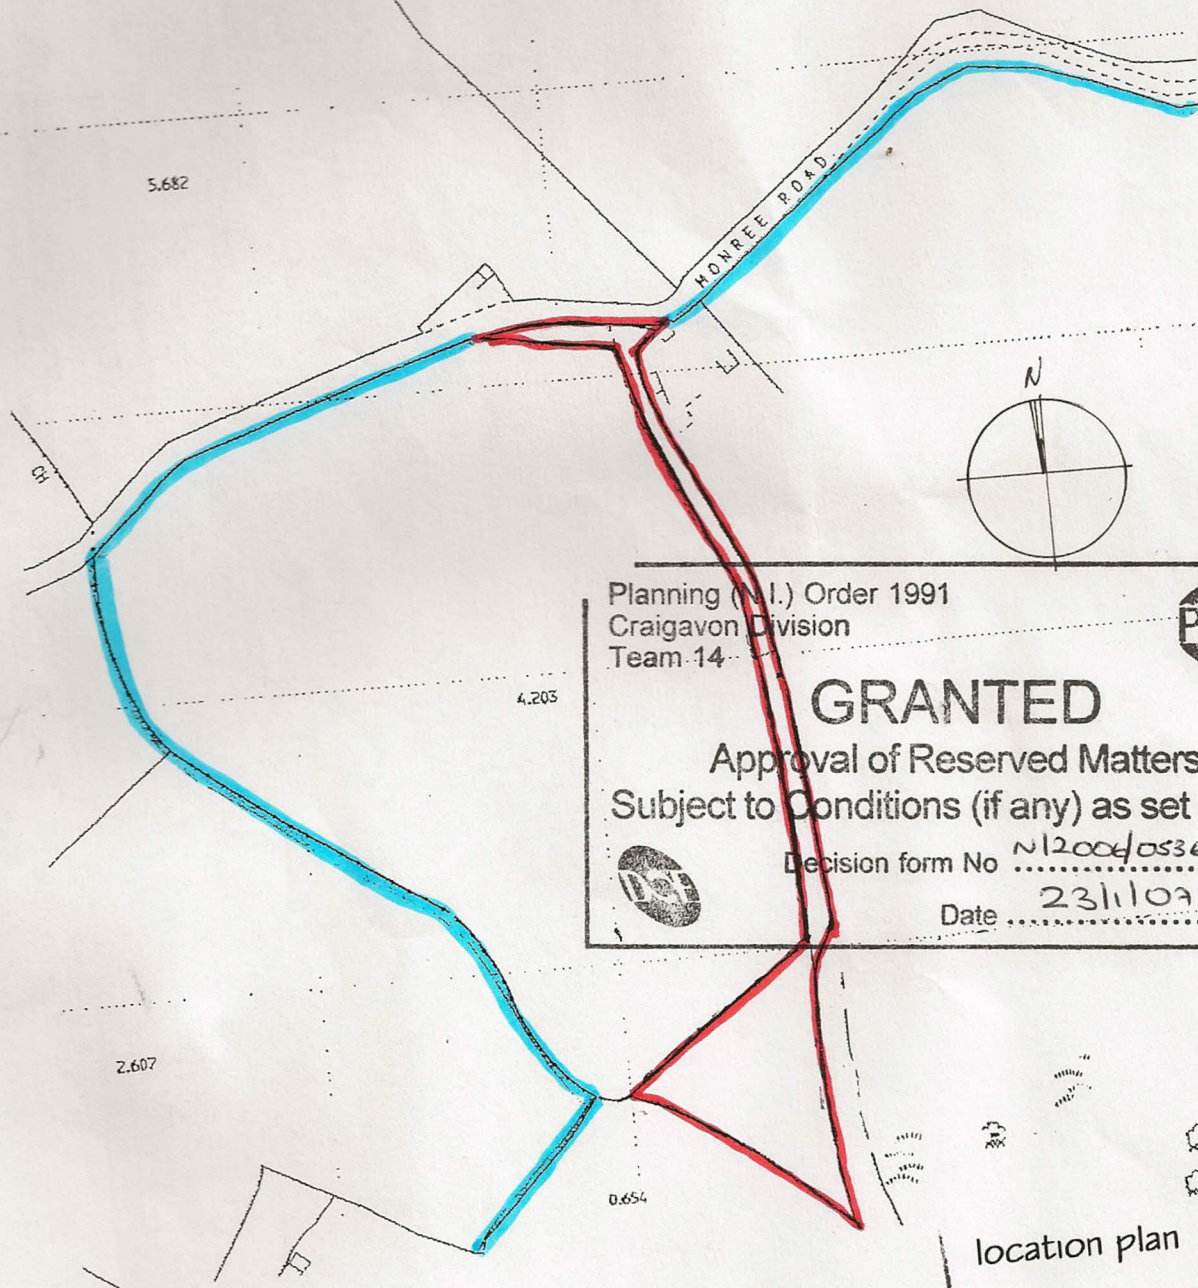 5.682
MONREE ROAD
N
Planning (N.I.) Order 1991
Craigavon Division
Team 14
GRANTED
Approval of Reserved Matters
Subject to Conditions (if any) as set
Decision form No N/2006/0536
Date 23/1/07
4.203
2.607
0.654
location plan